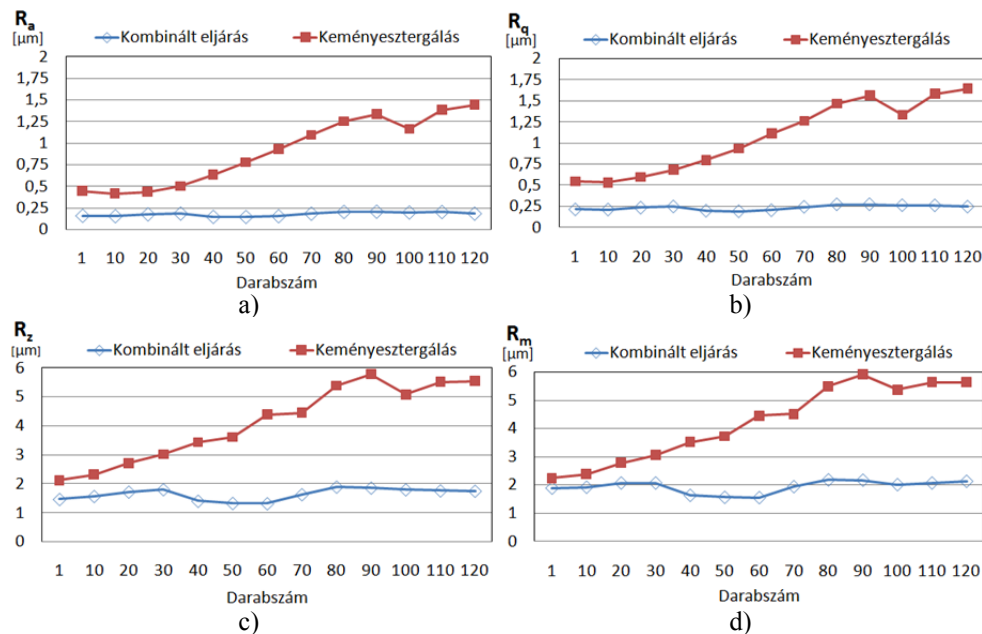 Ra
[µm]
Kombinált eljárás
Keményesztergálás
2
1,75
1,5
1,25
1
0,75
0,5
0,25
0
1 10 20 30 40 50 60 70 80 90 100 110 120
Darabszám
a)
Rq
[µm]
Kombinált eljárás
Keményesztergálás
2
1,75
1,5
1,25
1
0,75
0,5
0,25
0
1 10 20 30 40 50 60 70 80 90 100 110 120
Darabszám
b)
Rz
[µm]
Kombinált eljárás
Keményesztergálás
6
5
4
3
2
1
0
1 10 20 30 40 50 60 70 80 90 100 110 120
Darabszám
c)
Rm
[µm]
Kombinált eljárás
Keményesztergálás
6
5
4
3
2
1
0
1 10 20 30 40 50 60 70 80 90 100 110 120
Darabszám
d)